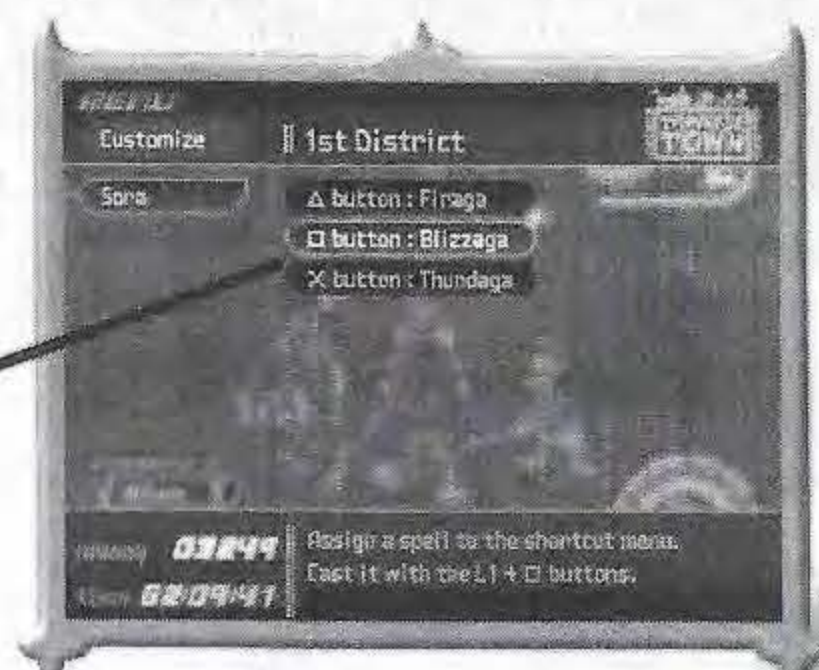 Customize
1st District
TOWN
Sora
△ button : Firaga
□ button : Blizzaga
X button : Thundaga
03249
Assign a spell to the shortcut menu.
02:09:41
Cast it with the L1 + □ buttons.